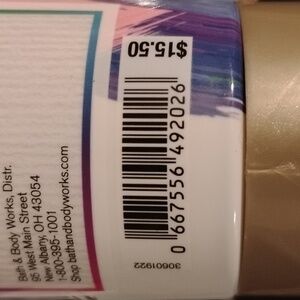 Bath & Body Works, Distr.
95 West Main Street
New Albany, OH 43054
1-800-395-1001
Shop bathandbodyworks.com
$15.50
0 667556 492026
30601922